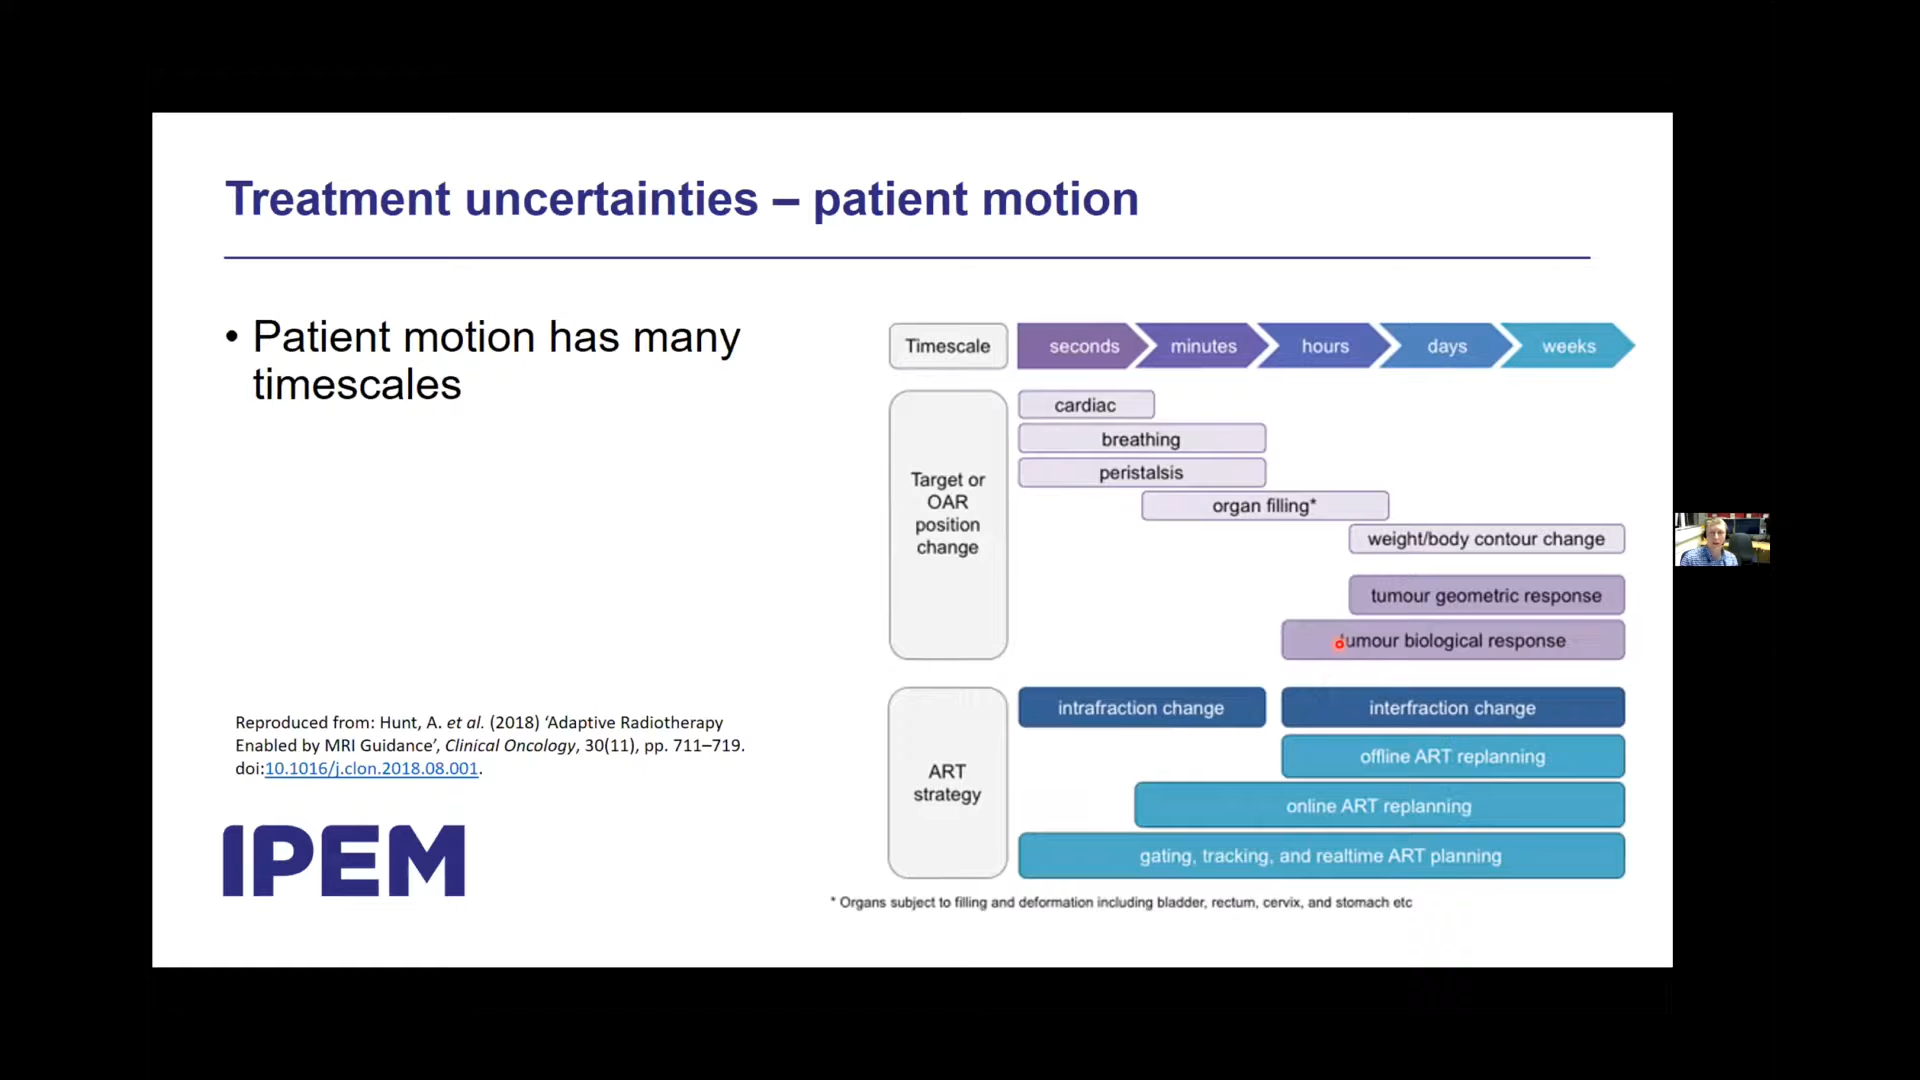 Treatment uncertainties – patient motion
• Patient motion has many
timescales
Reproduced from: Hunt, A. et al. (2018) ‘Adaptive Radiotherapy
Enabled by MRI Guidance’, Clinical Oncology, 30(11), pp. 711–719.
doi:10.1016/j.clon.2018.08.001.
IPEM
Timescale
seconds
minutes
hours
days
weeks
Target or
OAR
position
change
cardiac
breathing
peristalsis
organ filling*
weight/body contour change
tumour geometric response
tumour biological response
ART
strategy
intrafraction change
interfraction change
offline ART replanning
online ART replanning
gating, tracking, and realtime ART planning
* Organs subject to filling and deformation including bladder, rectum, cervix, and stomach etc